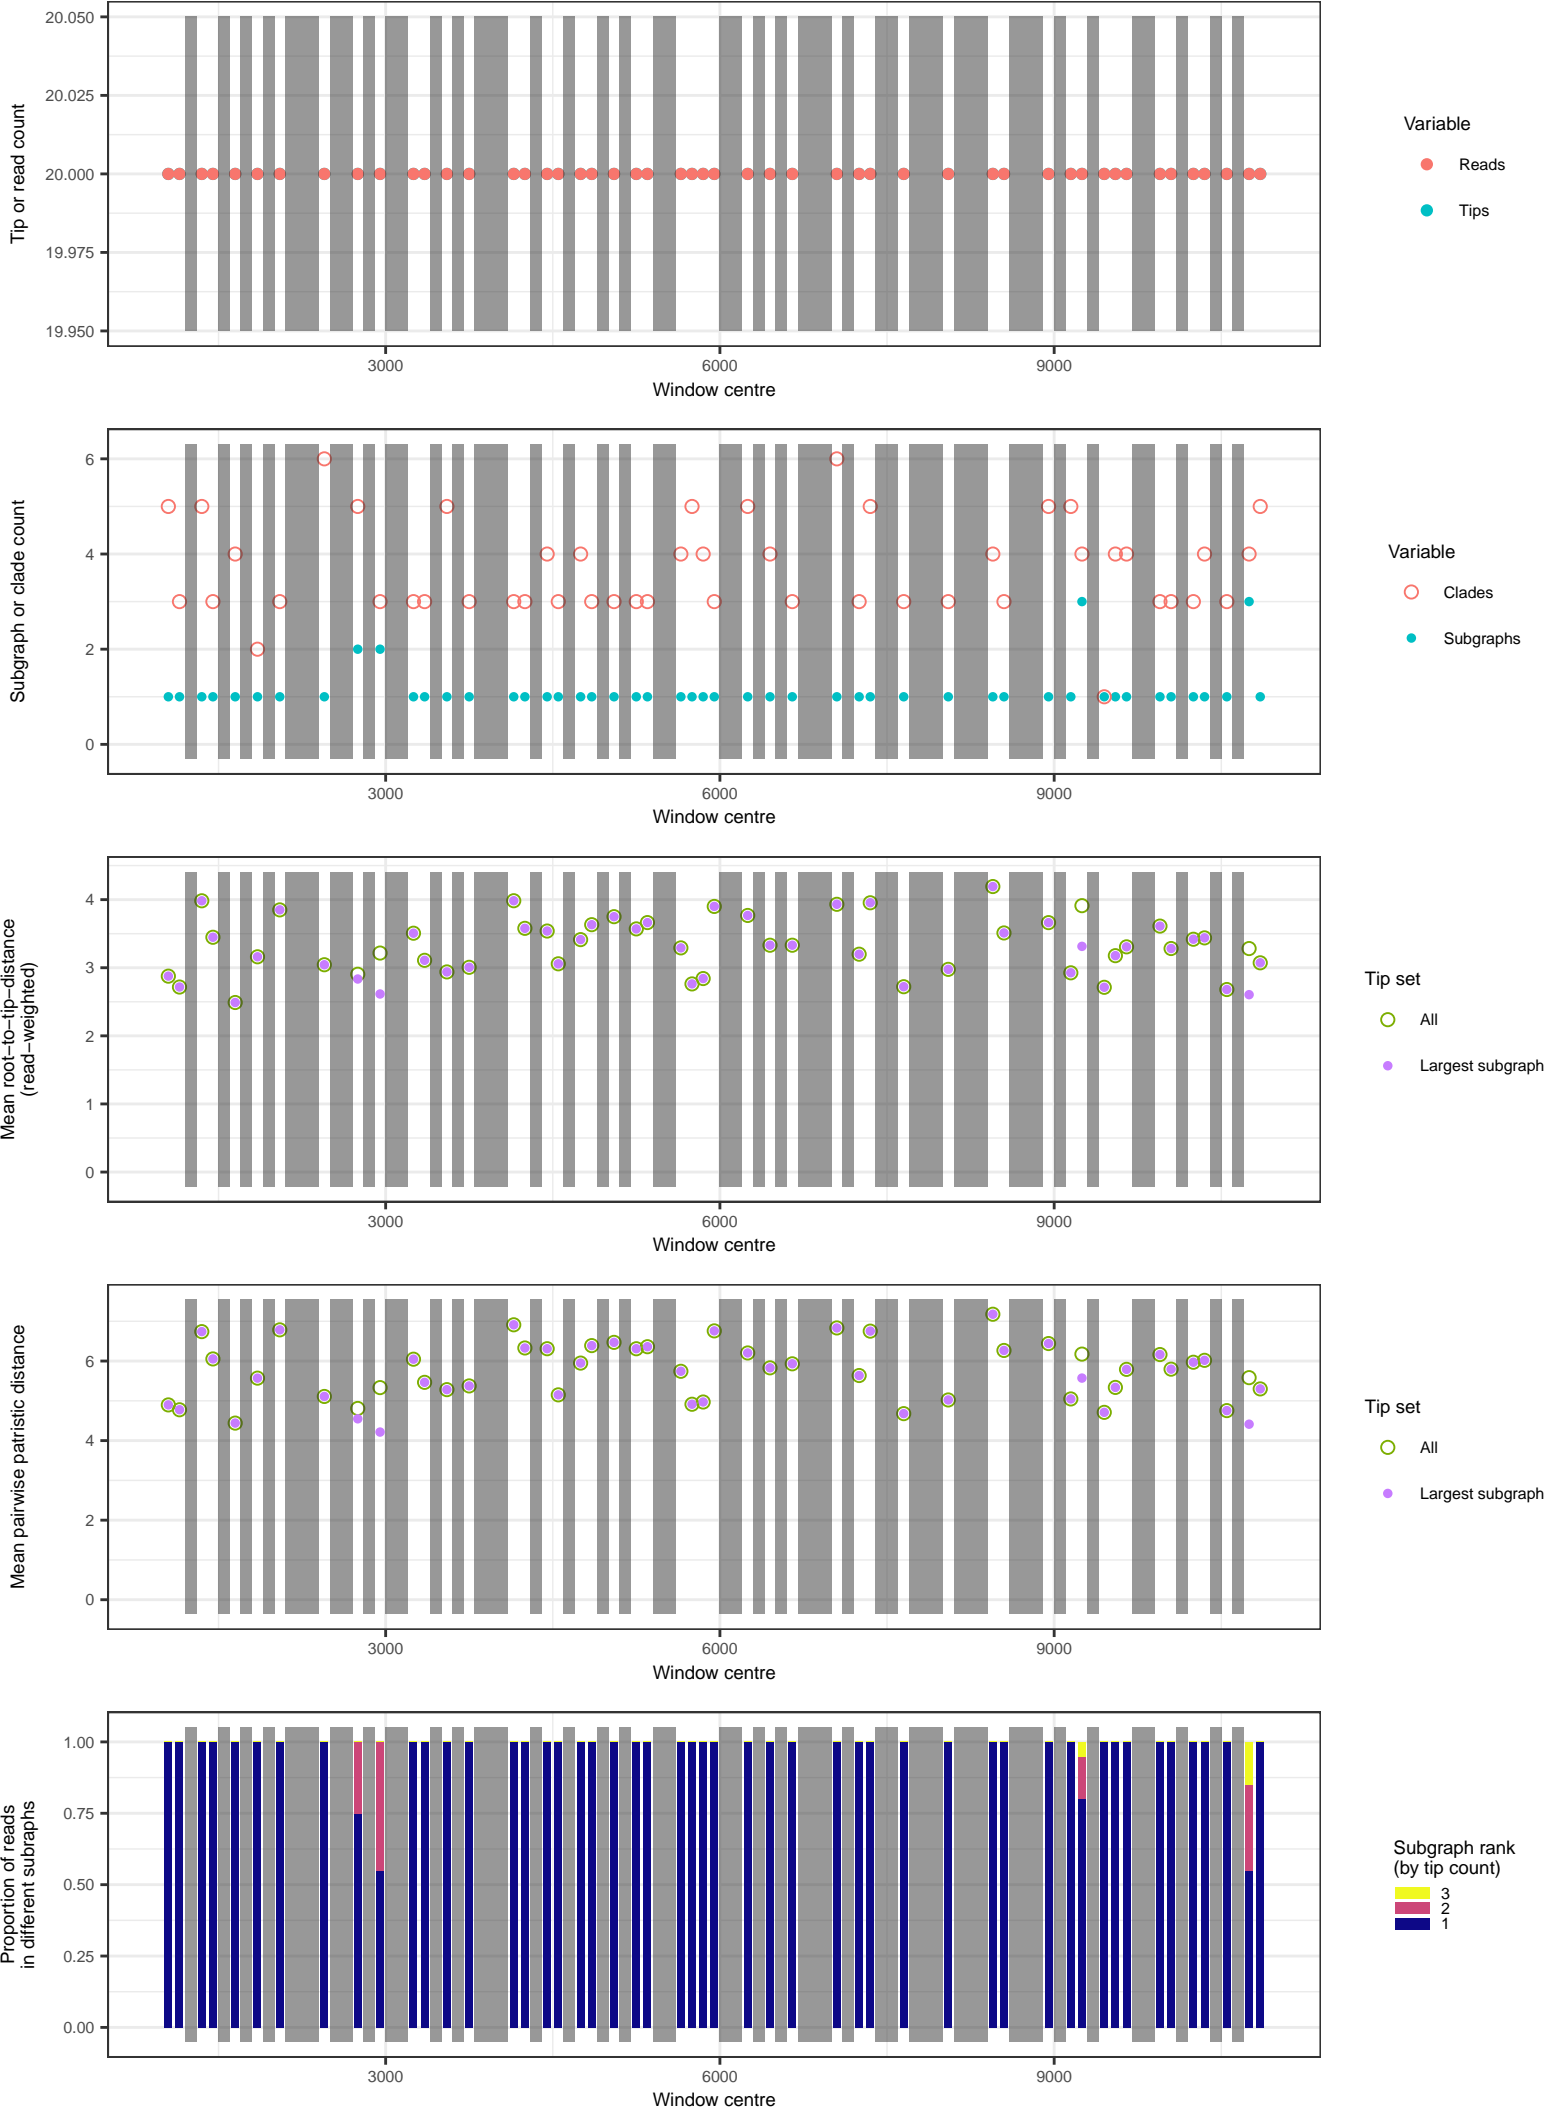 20.050
20.025
20.000
19.975
19.950
Tip or read count
3000
6000
9000
Window centre
Variable
Reads
Tips
6
4
2
0
Subgraph or clade count
3000
6000
9000
Window centre
Variable
Clades
Subgraphs
4
3
2
1
0
Mean root−to−tip−distance
(read−weighted)
3000
6000
9000
Window centre
Tip set
All
Largest subgraph
6
4
2
0
Mean pairwise patristic distance
3000
6000
9000
Window centre
Tip set
All
Largest subgraph
1.00
0.75
0.50
0.25
0.00
Proportion of reads
in different subraphs
3000
6000
9000
Window centre
Subgraph rank
(by tip count)
3
2
1